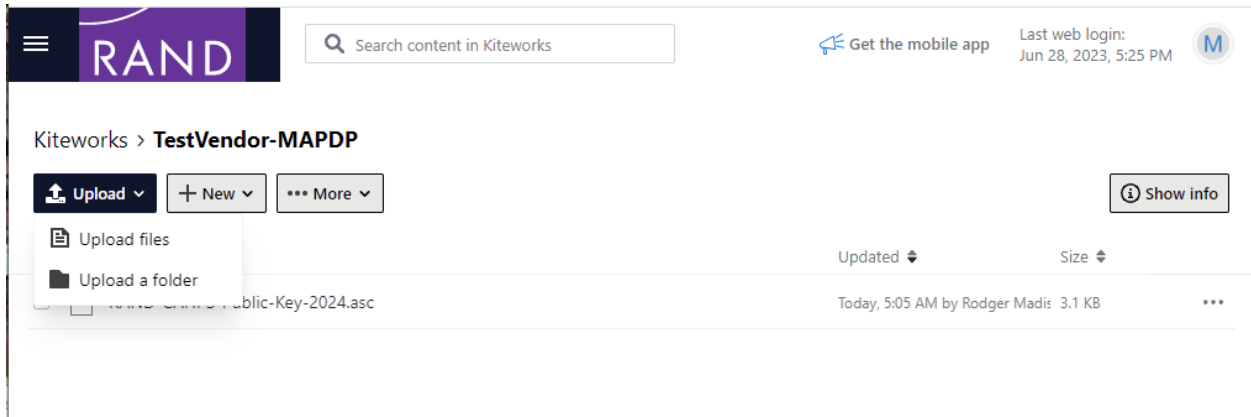 RAND
Search content in Kiteworks
Get the mobile app
Last web login:
Jun 28, 2023, 5:25 PM
M
Kiteworks > TestVendor-MAPDP
Upload
New
More
Show info
Upload files
Upload a folder
Updated
Size
blic-Key-2024.asc
Today, 5:05 AM by Rodger Madis
3.1 KB